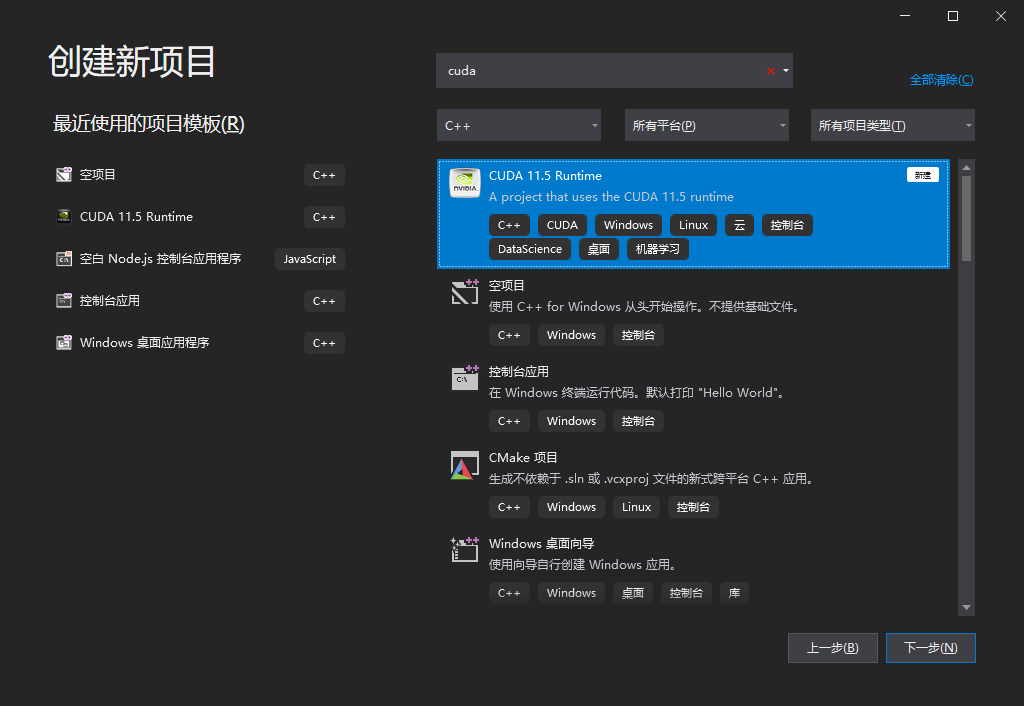 创建新项目
最近使用的项目模板(R)
空项目 C++
CUDA 11.5 Runtime C++
空白 Node.js 控制台应用程序 JavaScript
控制台应用 C++
Windows 桌面应用程序 C++
cuda
全部清除(C)
C++ 所有平台(P) 所有项目类型(T)
CUDA 11.5 Runtime 新建
A project that uses the CUDA 11.5 runtime
C++ CUDA Windows Linux 云 控制台
DataScience 桌面 机器学习
空项目
使用 C++ for Windows 从头开始操作。不提供基础文件。
C++ Windows 控制台
控制台应用
在 Windows 终端运行代码。默认打印 "Hello World"。
C++ Windows 控制台
CMake 项目
生成不依赖于 .sln 或 .vcxproj 文件的新式跨平台 C++ 应用。
C++ Windows Linux 控制台
Windows 桌面向导
使用向导自行创建 Windows 应用。
C++ Windows 桌面 控制台 库
上一步(B) 下一步(N)